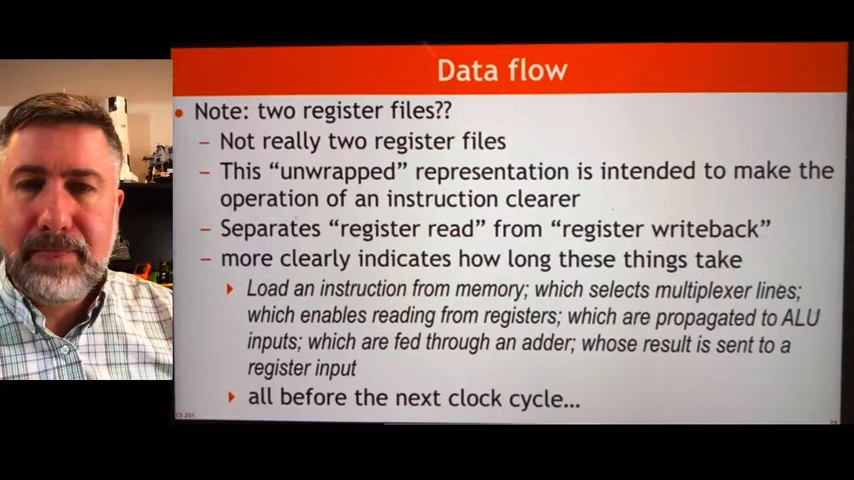 Data flow
Note: two register files??
Not really two register files
This “unwrapped” representation is intended to make the
operation of an instruction clearer
Separates “register read” from “register writeback”
more clearly indicates how long these things take
Load an instruction from memory; which selects multiplexer lines;
which enables reading from registers; which are propagated to ALU
inputs; which are fed through an adder; whose result is sent to a
register input
all before the next clock cycle…
CS 201